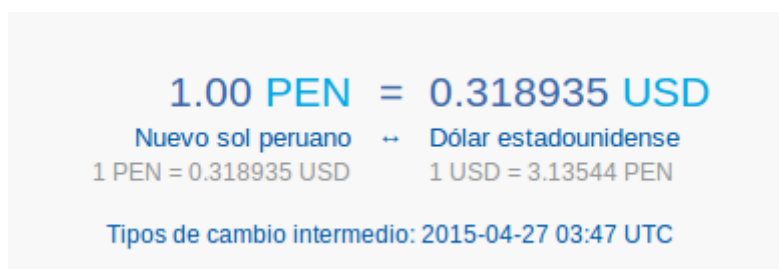 1.00 PEN = 0.318935 USD
Nuevo sol peruano ↔ Dólar estadounidense
1 PEN = 0.318935 USD 1 USD = 3.13544 PEN
Tipos de cambio intermedio: 2015-04-27 03:47 UTC